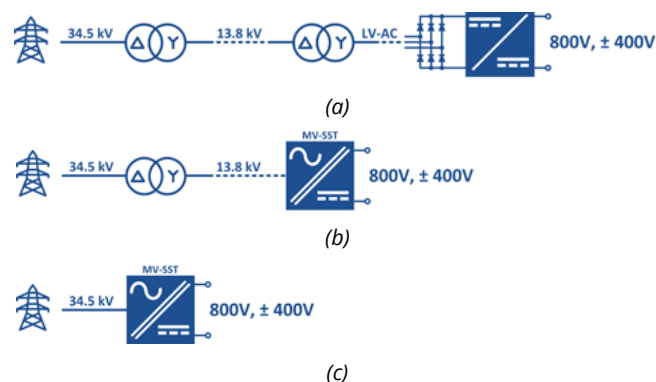 34.5 kV Δ Y 13.8 kV Δ Y LV-AC 800V, ± 400V
(a)
MV-SST
34.5 kV Δ Y 13.8 kV 800V, ± 400V
(b)
MV-SST
34.5 kV 800V, ± 400V
(c)